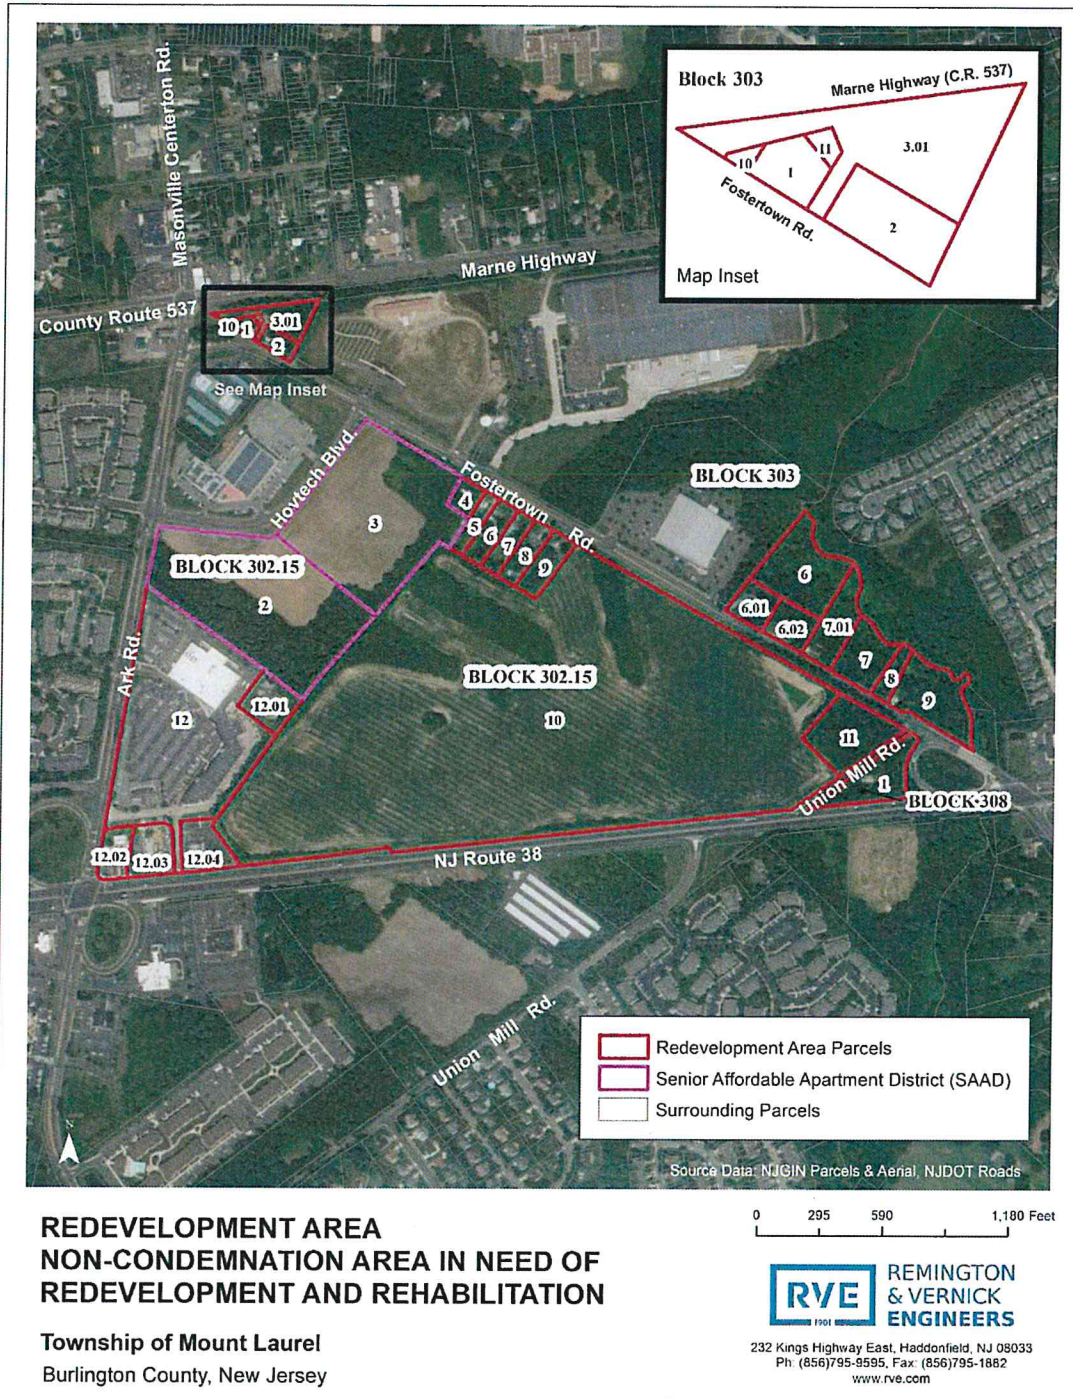 Masonville Centerton Rd.
Block 303
Marne Highway (C.R. 537)
3.01
11
10
1
Fostertown Rd.
2
Map Inset
Marne Highway
County Route 537
10
1
3.01
2
See Map Inset
Hovtech Blvd.
Fostertown Rd.
BLOCK 303
3
4
5
6
7
8
9
BLOCK 302.15
2
6
6.01
6.02
7.01
7
8
9
Ark Rd.
BLOCK 302.15
12.01
12
10
11
Union Mill Rd.
1
BLOCK 308
12.02
12.03
12.04
NJ Route 38
Union Mill Rd.
Redevelopment Area Parcels
Senior Affordable Apartment District (SAAD)
Surrounding Parcels
N
Source Data: NJGIN Parcels & Aerial, NJDOT Roads
REDEVELOPMENT AREA
NON-CONDEMNATION AREA IN NEED OF
REDEVELOPMENT AND REHABILITATION
Township of Mount Laurel
Burlington County, New Jersey
0 295 590 1,180 Feet
RVE
1901
REMINGTON
& VERNICK
ENGINEERS
232 Kings Highway East, Haddonfield, NJ 08033
Ph: (856)795-9595, Fax: (856)795-1882
www.rve.com